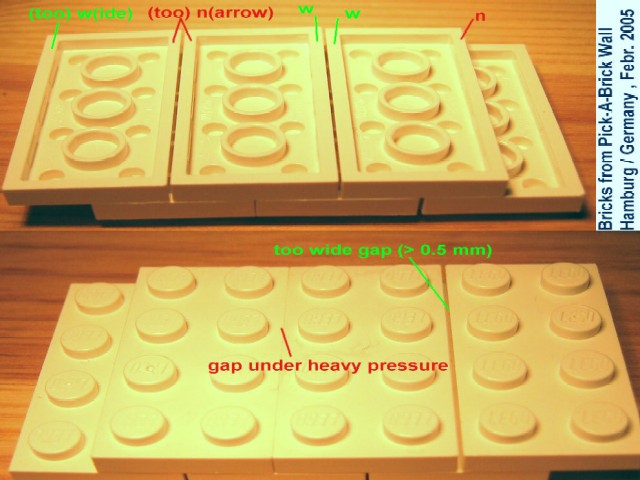 (too) w(ide)
(too) n(arrow)
w
w
n
Bricks from Pick-A-Brick Wall
Hamburg / Germany , Febr. 2005
too wide gap (> 0.5 mm)
gap under heavy pressure